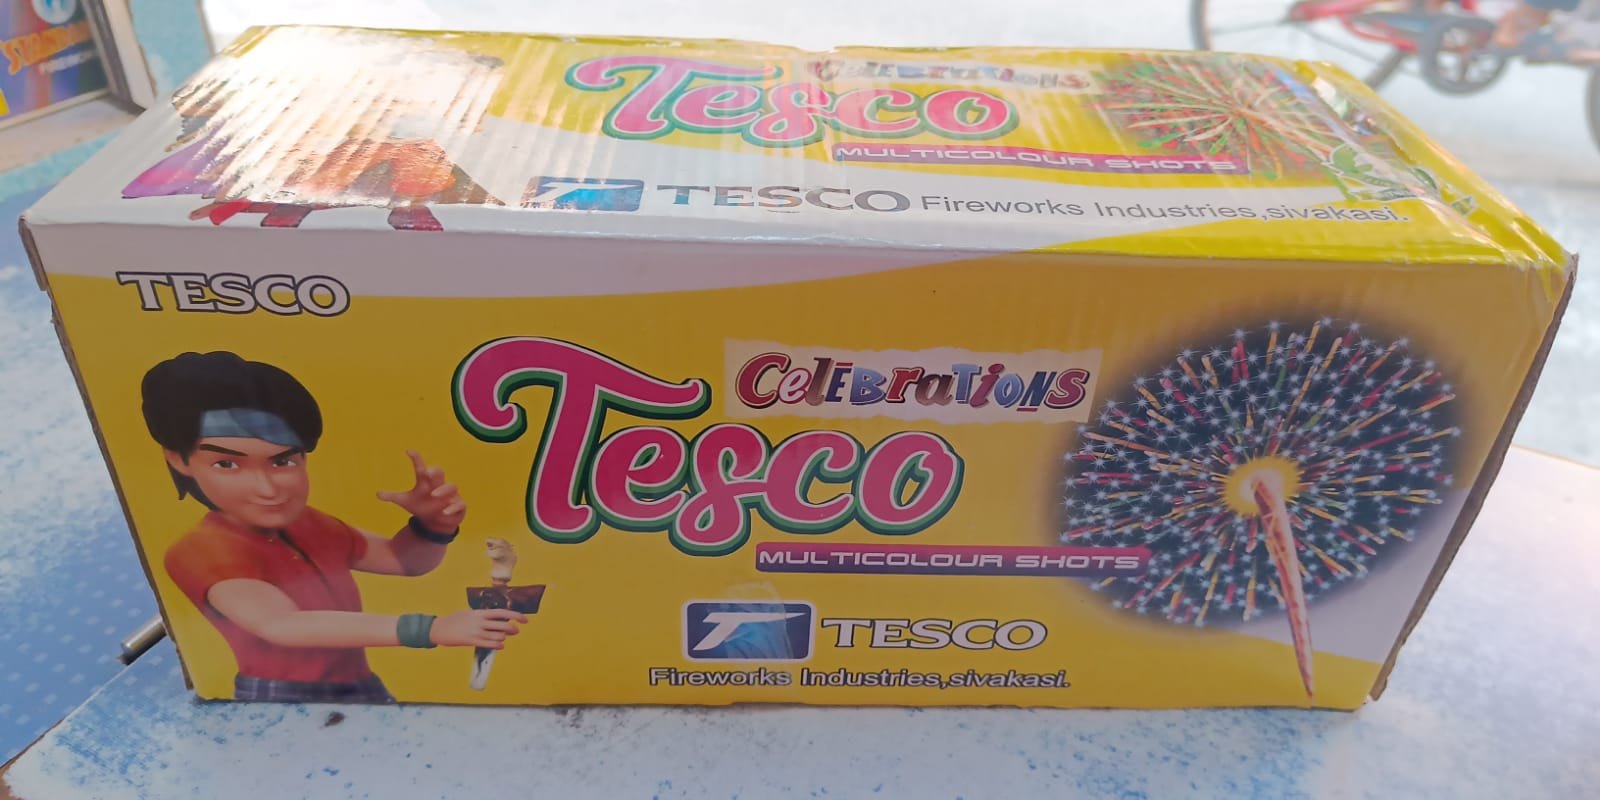 Celebrations
Tesco
MULTICOLOUR SHOTS
TESCO Fireworks Industries,sivakasi.
TESCO
Celebrations
Tesco
MULTICOLOUR SHOTS
TESCO
Fireworks Industries,sivakasi.